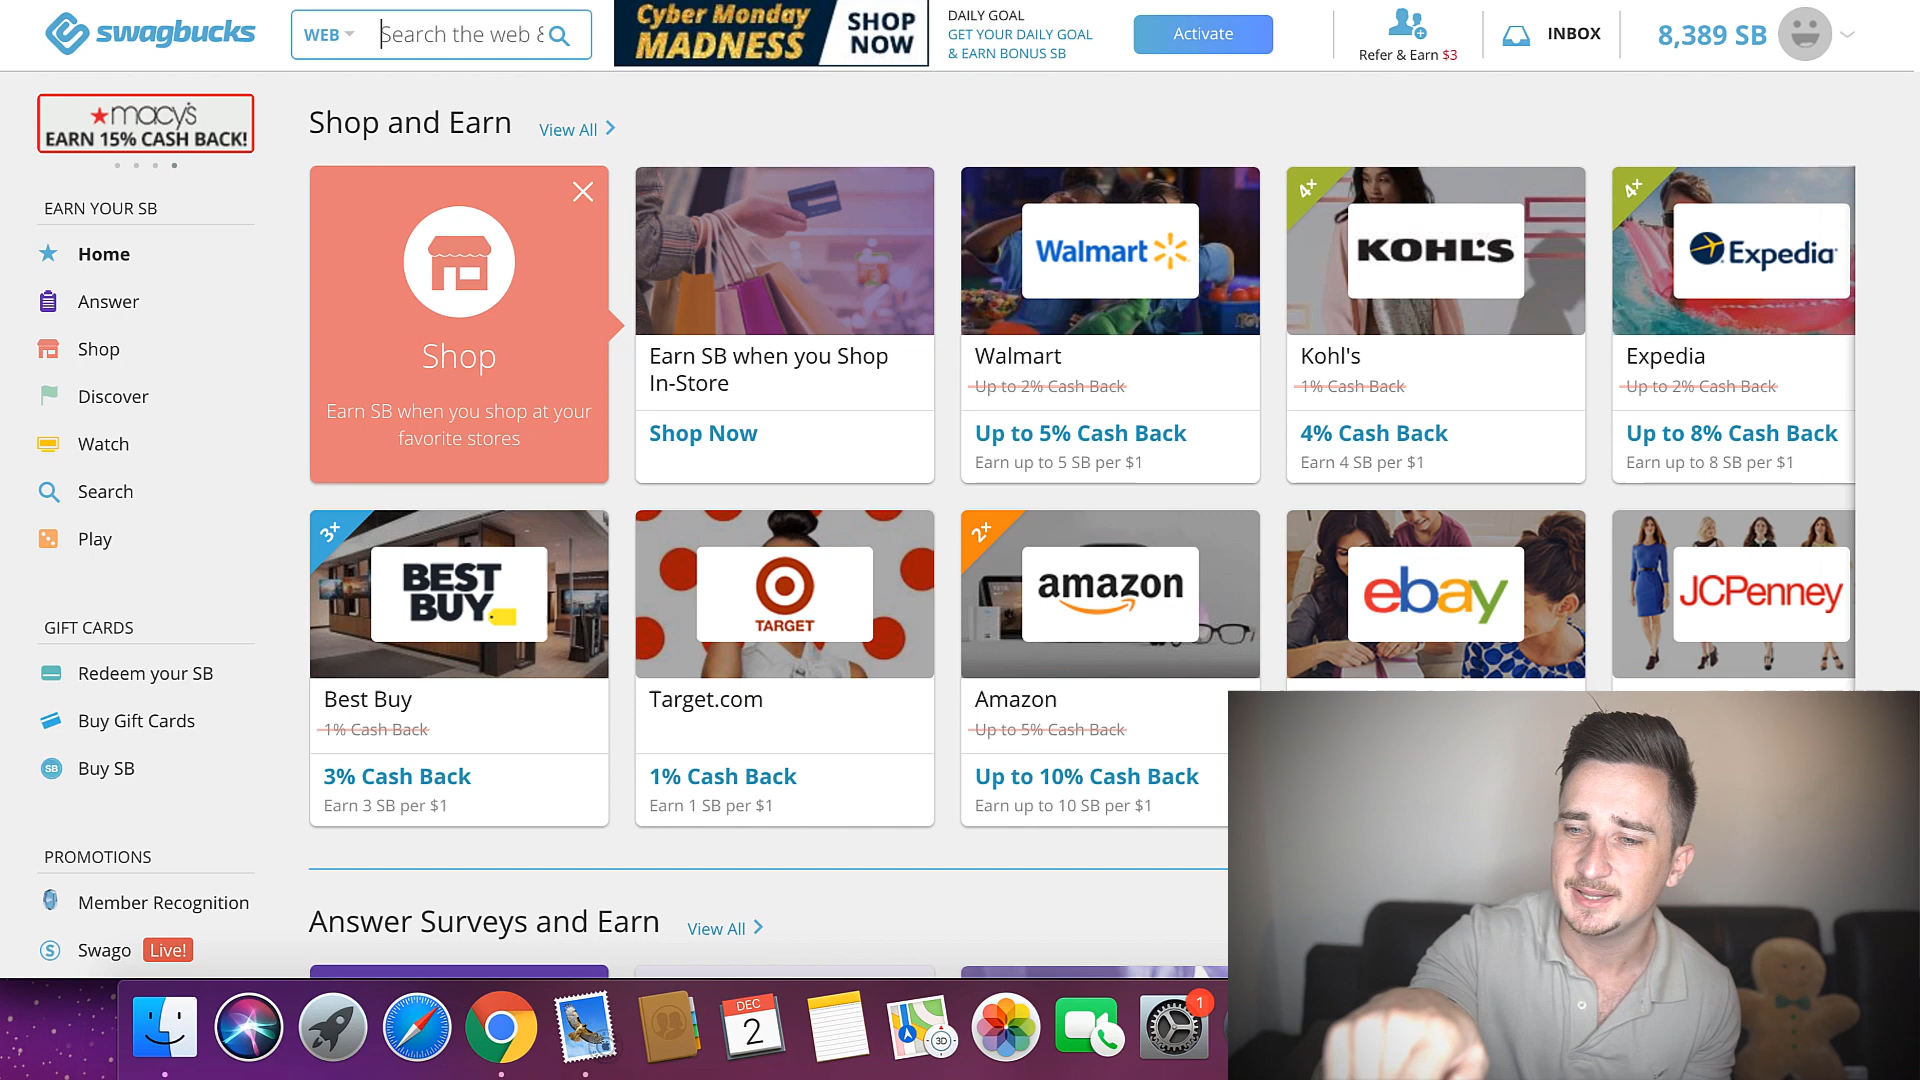 swagbucks
WEB
Search the web &
Cyber Monday
MADNESS
SHOP
NOW
DAILY GOAL
GET YOUR DAILY GOAL
& EARN BONUS SB
Activate
Refer & Earn $3
INBOX
8,389 SB
macy's
EARN 15% CASH BACK!
EARN YOUR SB
Home
Answer
Shop
Discover
Watch
Search
Play
GIFT CARDS
Redeem your SB
Buy Gift Cards
SB
Buy SB
PROMOTIONS
Member Recognition
S
Swago
Live!
Shop and Earn
View All
Shop
Earn SB when you shop at your
favorite stores
Earn SB when you Shop
In-Store
Shop Now
Walmart
Walmart
Up to 2% Cash Back
Up to 5% Cash Back
Earn up to 5 SB per $1
4+
KOHL'S
Kohl's
1% Cash Back
4% Cash Back
Earn 4 SB per $1
4+
Expedia
Expedia
Up to 2% Cash Back
Up to 8% Cash Back
Earn up to 8 SB per $1
3+
BEST
BUY
Best Buy
1% Cash Back
3% Cash Back
Earn 3 SB per $1
TARGET
Target.com
1% Cash Back
Earn 1 SB per $1
2+
amazon
Amazon
Up to 5% Cash Back
Up to 10% Cash Back
Earn up to 10 SB per $1
ebay
JCPenney
Answer Surveys and Earn
View All
DEC
2
3D
1